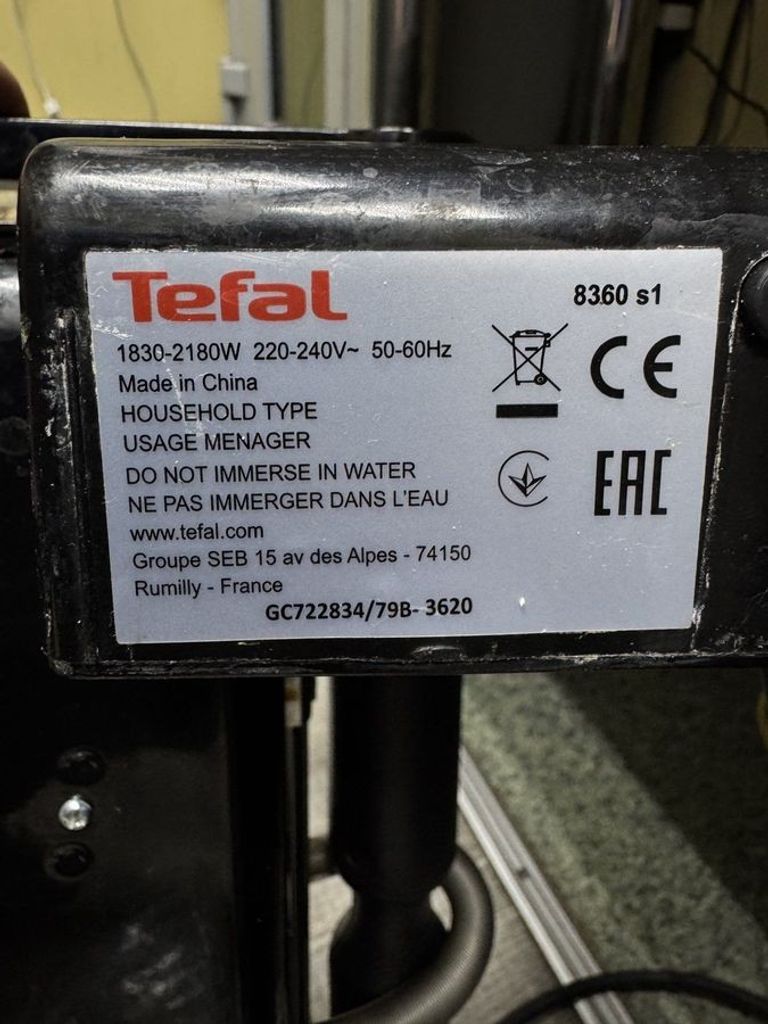 Tefal
8360 s1
1830-2180W 220-240V~ 50-60Hz
Made in China
HOUSEHOLD TYPE
USAGE MENAGER
DO NOT IMMERSE IN WATER
NE PAS IMMERGER DANS L'EAU
www.tefal.com
Groupe SEB 15 av des Alpes - 74150
Rumilly - France
GC722834/79B- 3620
CE
EAC